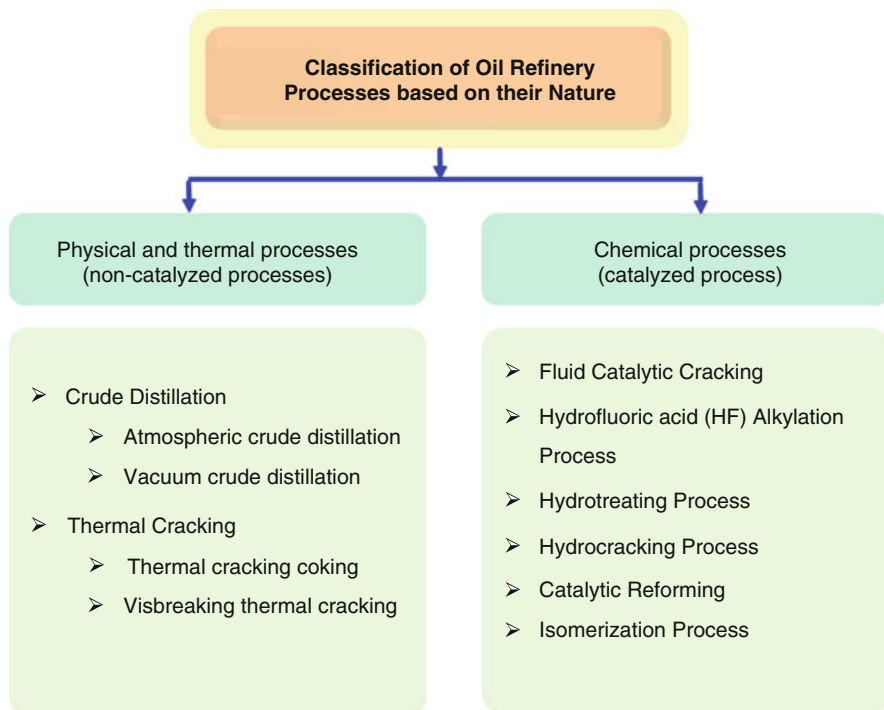 Classification of Oil Refinery
Processes based on their Nature
Physical and thermal processes
(non-catalyzed processes)
Chemical processes
(catalyzed process)
➢ Crude Distillation
➢ Atmospheric crude distillation
➢ Vacuum crude distillation
➢ Thermal Cracking
➢ Thermal cracking coking
➢ Visbreaking thermal cracking
➢ Fluid Catalytic Cracking
➢ Hydrofluoric acid (HF) Alkylation
Process
➢ Hydrotreating Process
➢ Hydrocracking Process
➢ Catalytic Reforming
➢ Isomerization Process